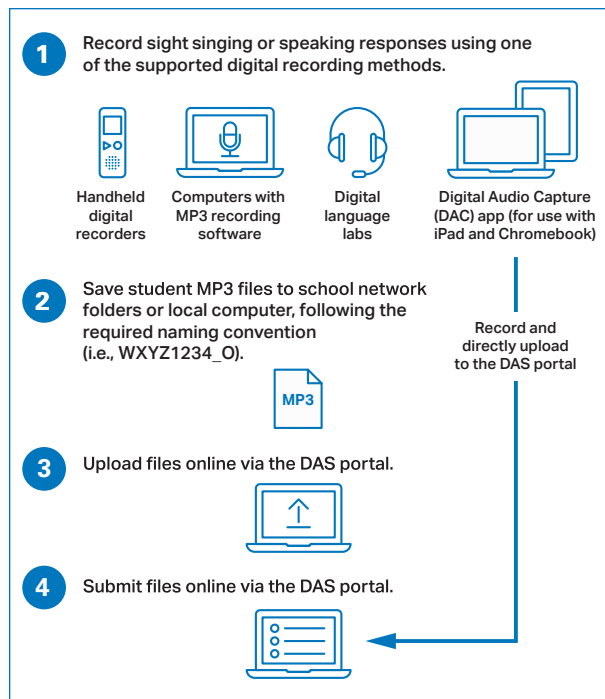 1
Record sight singing or speaking responses using one
of the supported digital recording methods.
Handheld
digital
recorders
Computers with
MP3 recording
software
Digital
language
labs
Digital Audio Capture
(DAC) app (for use with
iPad and Chromebook)
2
Save student MP3 files to school network
folders or local computer, following the
required naming convention
(i.e., WXYZ1234_O).
MP3
Record and
directly upload
to the DAS portal
3
Upload files online via the DAS portal.
4
Submit files online via the DAS portal.